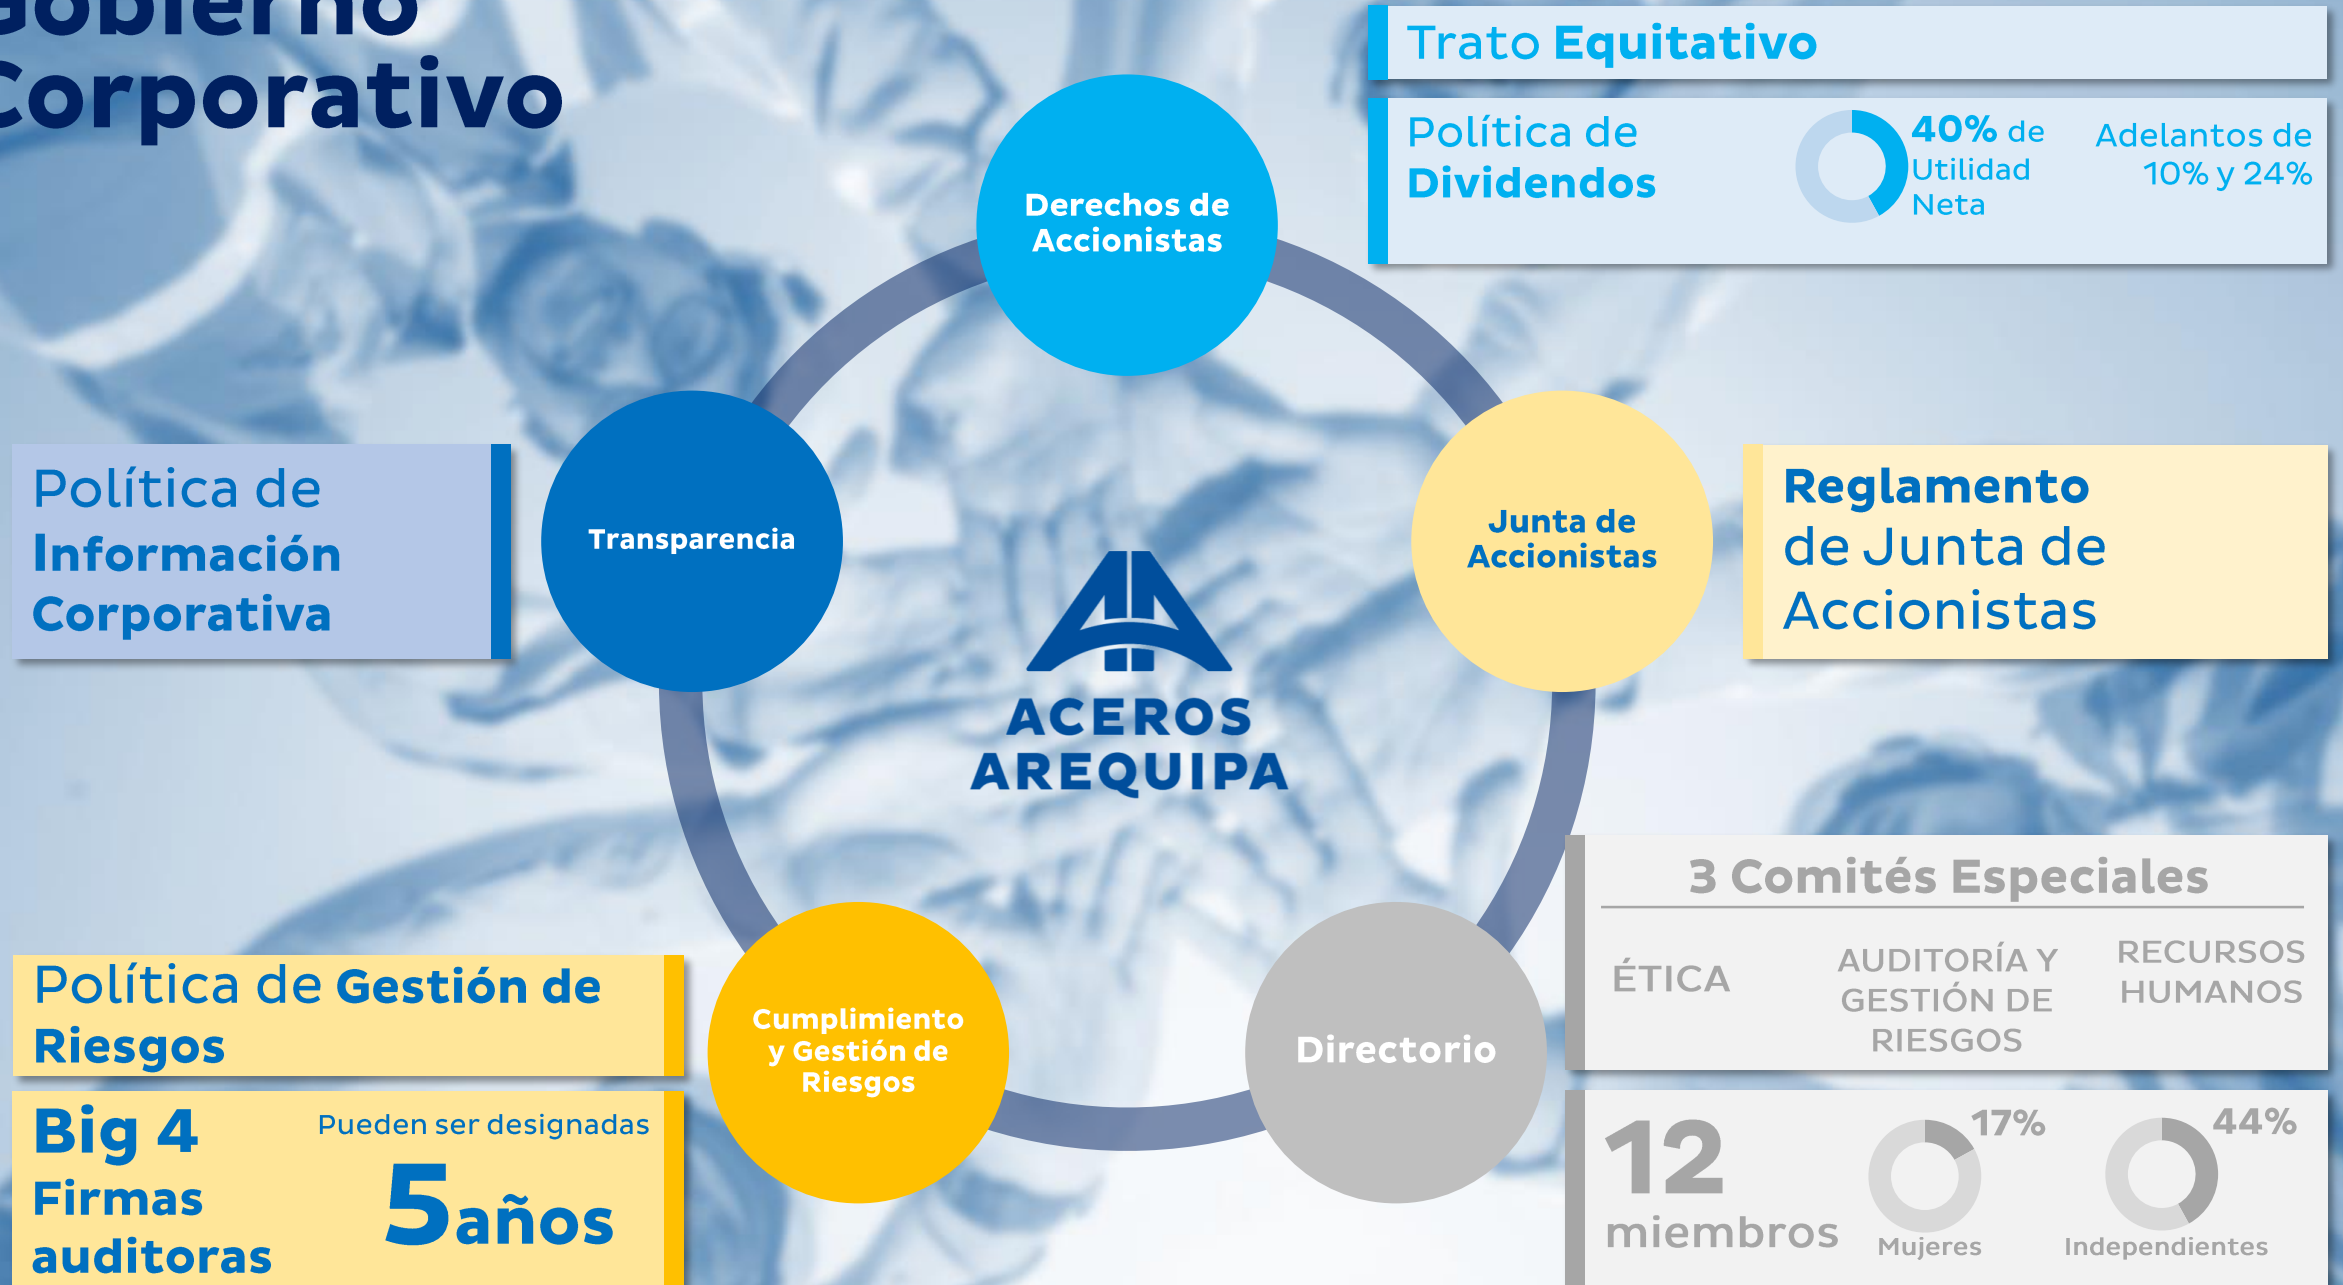 Gobierno
Corporativo
Trato Equitativo
Política de
Dividendos
40% de
Utilidad
Neta
Adelantos de
10% y 24%
Derechos de
Accionistas
Política de
Información
Corporativa
Transparencia
Junta de
Accionistas
Reglamento
de Junta de
Accionistas
ACEROS
AREQUIPA
3 Comités Especiales
ÉTICA
AUDITORÍA Y
GESTIÓN DE
RIESGOS
RECURSOS
HUMANOS
Política de Gestión de
Riesgos
Cumplimiento
y Gestión de
Riesgos
Directorio
Big 4
Firmas
auditoras
Pueden ser designadas
5años
12
miembros
17%
Mujeres
44%
Independientes